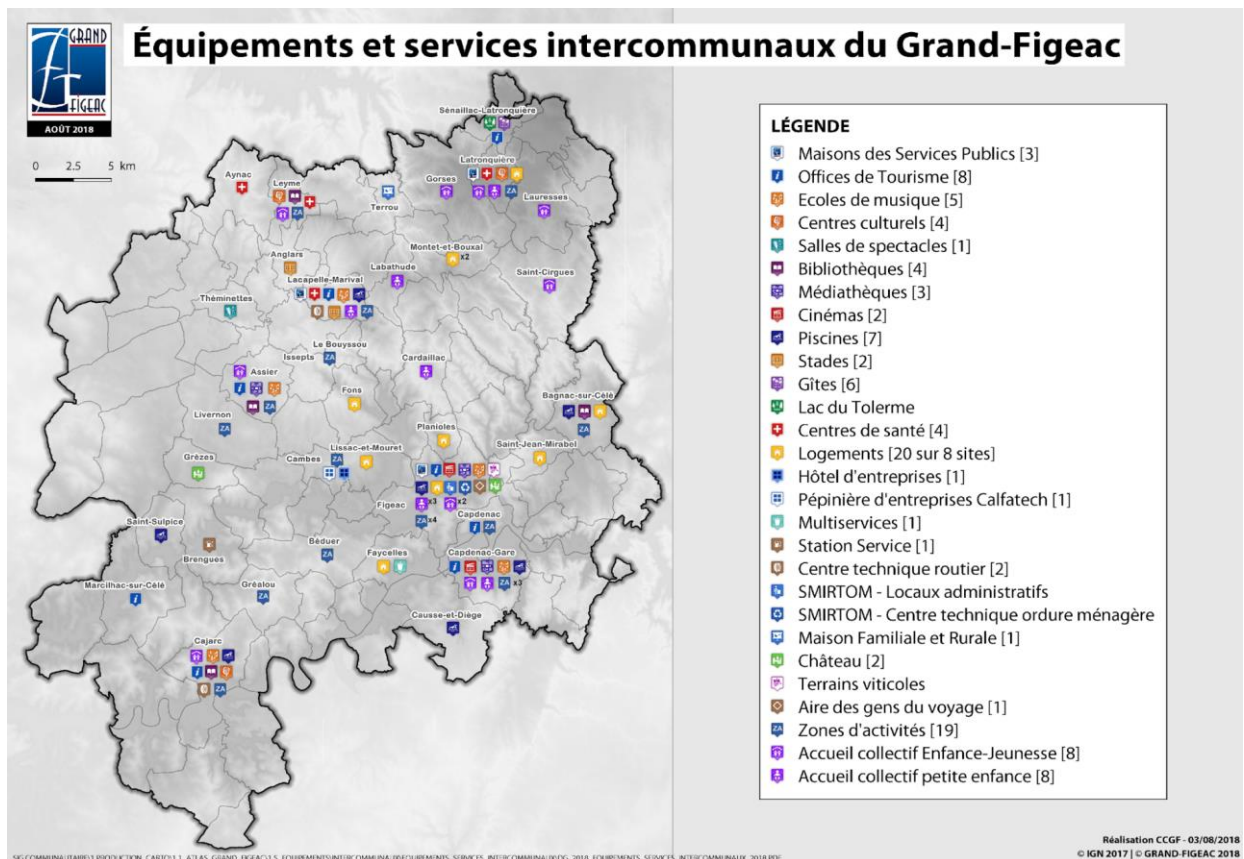 GRAND
FIGEAC
AOÛT 2018
Équipements et services intercommunaux du Grand-Figeac
0 2.5 5 km
Sénaillac-Latronquière
Latronquière
Aynac
Leyme
Terrou
Gorses
Lauresses
Montet-et-Bouxal
x2
Anglars
Labathude
Saint-Cirgues
Lacapelle-Marival
Théminettes
ZA
Le Bouyssou
Issepts
Cardaillac
Assier
Fons
Bagnac-sur-Célé
Livernon
Planioles
Lissac-et-Mouret
Saint-Jean-Mirabel
Cambes
Grèzes
Figeac
x3
x2
x4
Capdenac
Saint-Sulpice
Brengues
Béduer
Faycelles
Capdenac-Gare
x3
Marcilhac-sur-Célé
Gréalou
Causse-et-Diège
Cajarc
LÉGENDE
Maisons des Services Publics [3]
Offices de Tourisme [8]
Ecoles de musique [5]
Centres culturels [4]
Salles de spectacles [1]
Bibliothèques [4]
Médiathèques [3]
Cinémas [2]
Piscines [7]
Stades [2]
Gîtes [6]
Lac du Tolerme
Centres de santé [4]
Logements [20 sur 8 sites]
Hôtel d'entreprises [1]
Pépinière d'entreprises Calfatech [1]
Multiservices [1]
Station Service [1]
Centre technique routier [2]
SMIRTOM - Locaux administratifs
SMIRTOM - Centre technique ordure ménagère
Maison Familiale et Rurale [1]
Château [2]
Terrains viticoles
Aire des gens du voyage [1]
ZA Zones d'activités [19]
Accueil collectif Enfance-Jeunesse [8]
Accueil collectif petite enfance [8]
Réalisation CCGF - 03/08/2018
© IGN 2017 | © GRAND-FIGEAC 2018